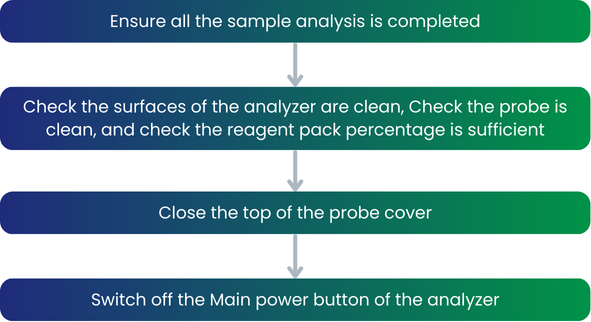 Ensure all the sample analysis is completed
Check the surfaces of the analyzer are clean, Check the probe is
clean, and check the reagent pack percentage is sufficient
Close the top of the probe cover
Switch off the Main power button of the analyzer